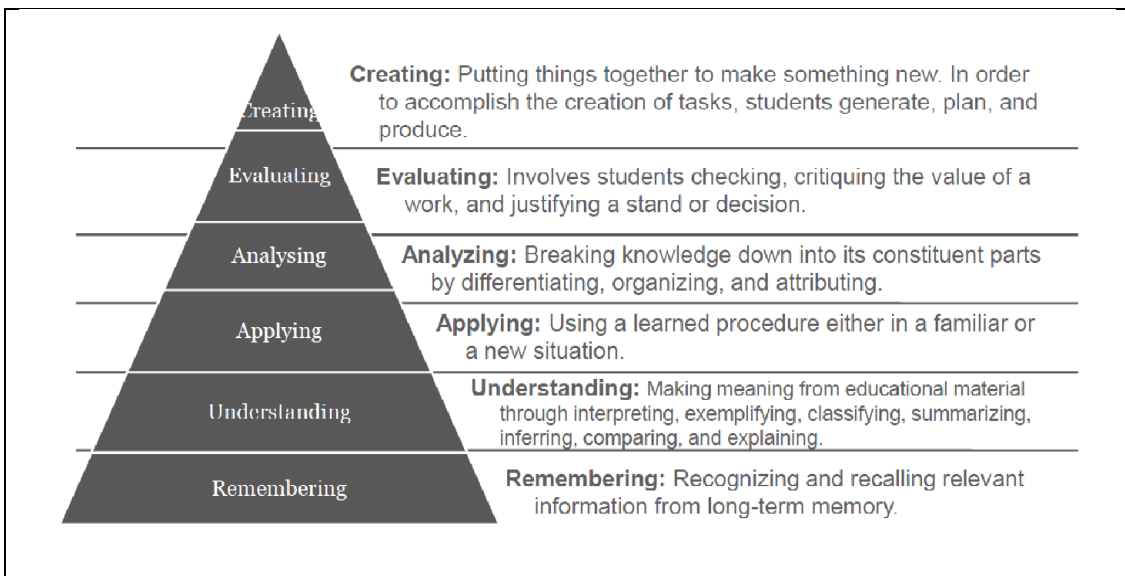 Creating: Putting things together to make something new. In order
to accomplish the creation of tasks, students generate, plan, and
produce.
Creating
Evaluating
Evaluating: Involves students checking, critiquing the value of a
work, and justifying a stand or decision.
Analysing
Analyzing: Breaking knowledge down into its constituent parts
by differentiating, organizing, and attributing.
Applying
Applying: Using a learned procedure either in a familiar or
a new situation.
Understanding
Understanding: Making meaning from educational material
through interpreting, exemplifying, classifying, summarizing,
inferring, comparing, and explaining.
Remembering
Remembering: Recognizing and recalling relevant
information from long-term memory.